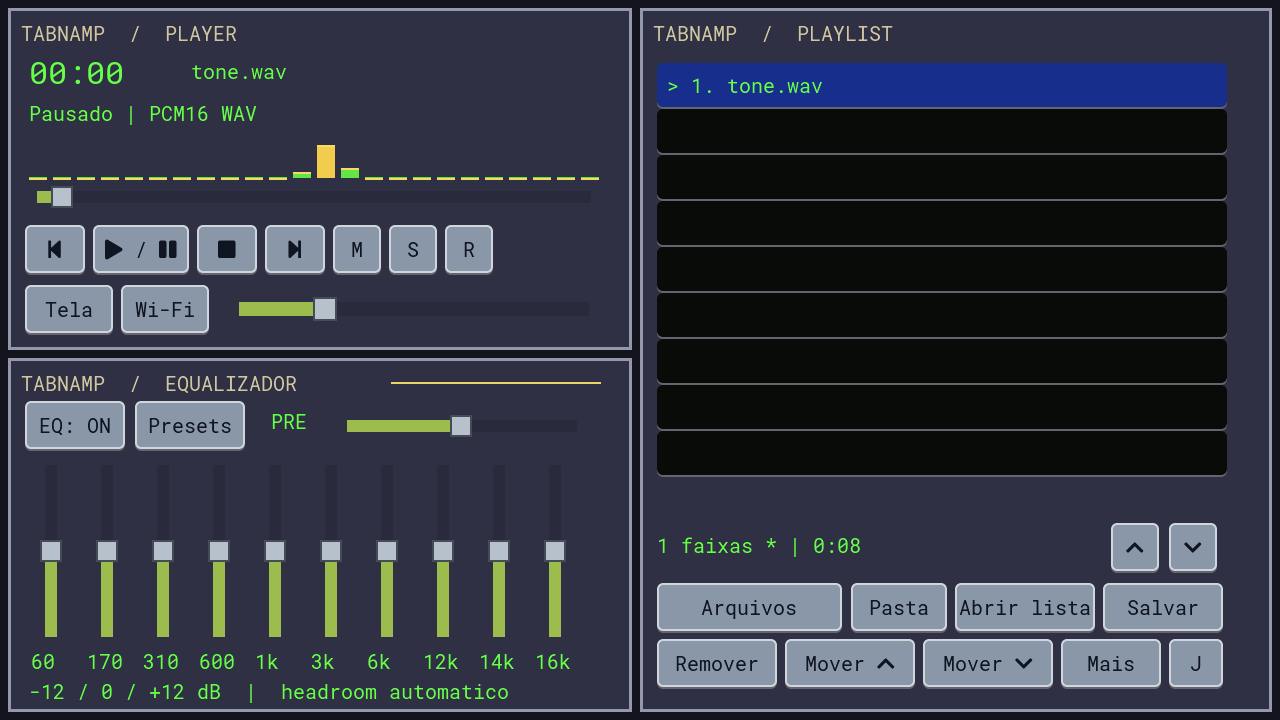 TABNAMP / PLAYER
00:00 tone.wav
Pausado | PCM16 WAV
/ M S R
Tela Wi-Fi
TABNAMP / EQUALIZADOR
EQ: ON Presets PRE
60 170 310 600 1k 3k 6k 12k 14k 16k
-12 / 0 / +12 dB | headroom automatico
TABNAMP / PLAYLIST
> 1. tone.wav
1 faixas * | 0:08
Arquivos Pasta Abrir lista Salvar
Remover Mover Mover Mais J